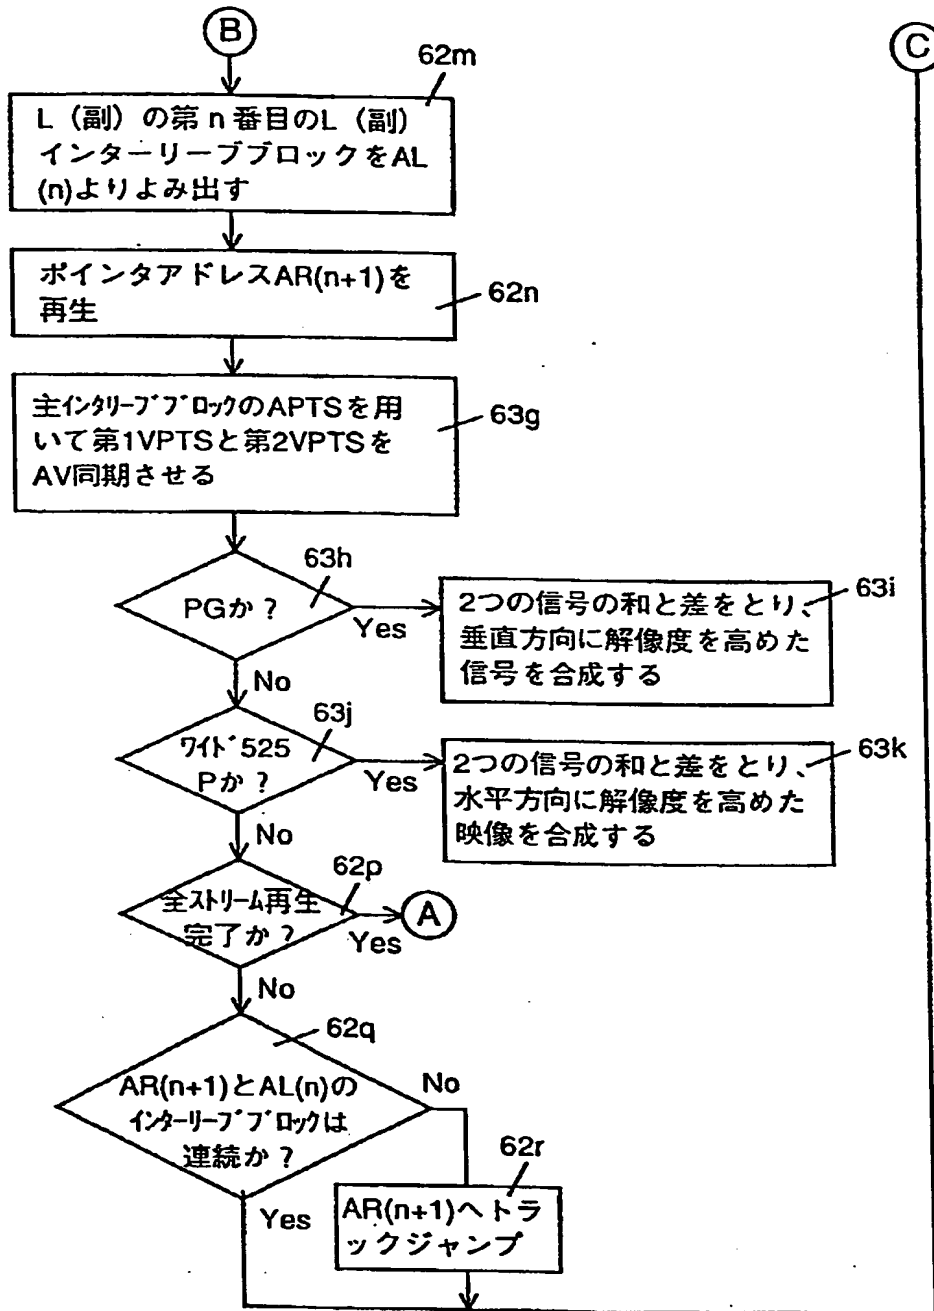 B
C
62m
L（副）の第ｎ番目のL（副）
インターリーブブロックをAL
(n)よりよみ出す
ポインタアドレスAR(n+1)を
再生
62n
主ｲﾝﾀﾘｰﾌﾞﾌﾞﾛｯｸのAPTSを用
いて第1VPTSと第2VPTSを
AV同期させる
63g
63h
PGか？
Yes
2つの信号の和と差をとり、
垂直方向に解像度を高めた
信号を合成する
63i
No
63j
ﾜｲﾄﾞ525
Pか？
Yes
2つの信号の和と差をとり、
水平方向に解像度を高めた
映像を合成する
63k
No
62p
全ｽﾄﾘｰﾑ再生
完了か？
Yes
A
No
62q
AR(n+1)とAL(n)の
ｲﾝﾀｰﾘｰﾌﾞﾌﾞﾛｯｸは
連続か？
No
Yes
62r
AR(n+1)へトラ
ックジャンプ